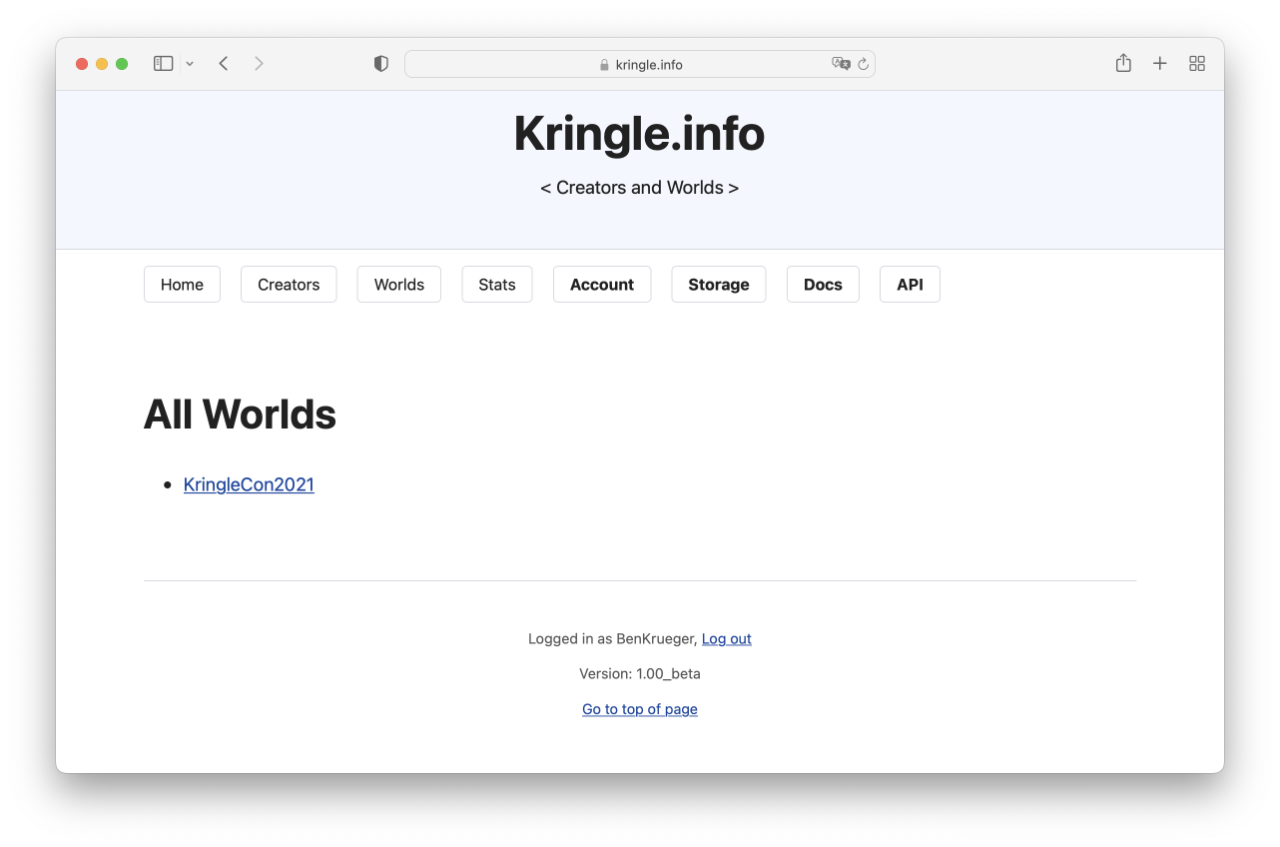 kringle.info
Kringle.info
< Creators and Worlds >
Home Creators Worlds Stats Account Storage Docs API
All Worlds
• KringleCon2021
Logged in as BenKrueger, Log out
Version: 1.00_beta
Go to top of page